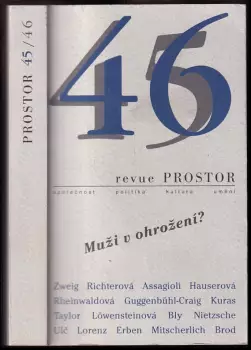 PROSTOR 45/46
45
46
revue PROSTOR
společnost politika kultura umění
Muži v ohrožení?
Zweig Richterová Assagioli Hauserová
Rheinwaldová Guggenbühl-Craig Kuras
Taylor Löwensteinová Bly Nietzsche
Ulč Lorenz Erben Mitscherlich Brod